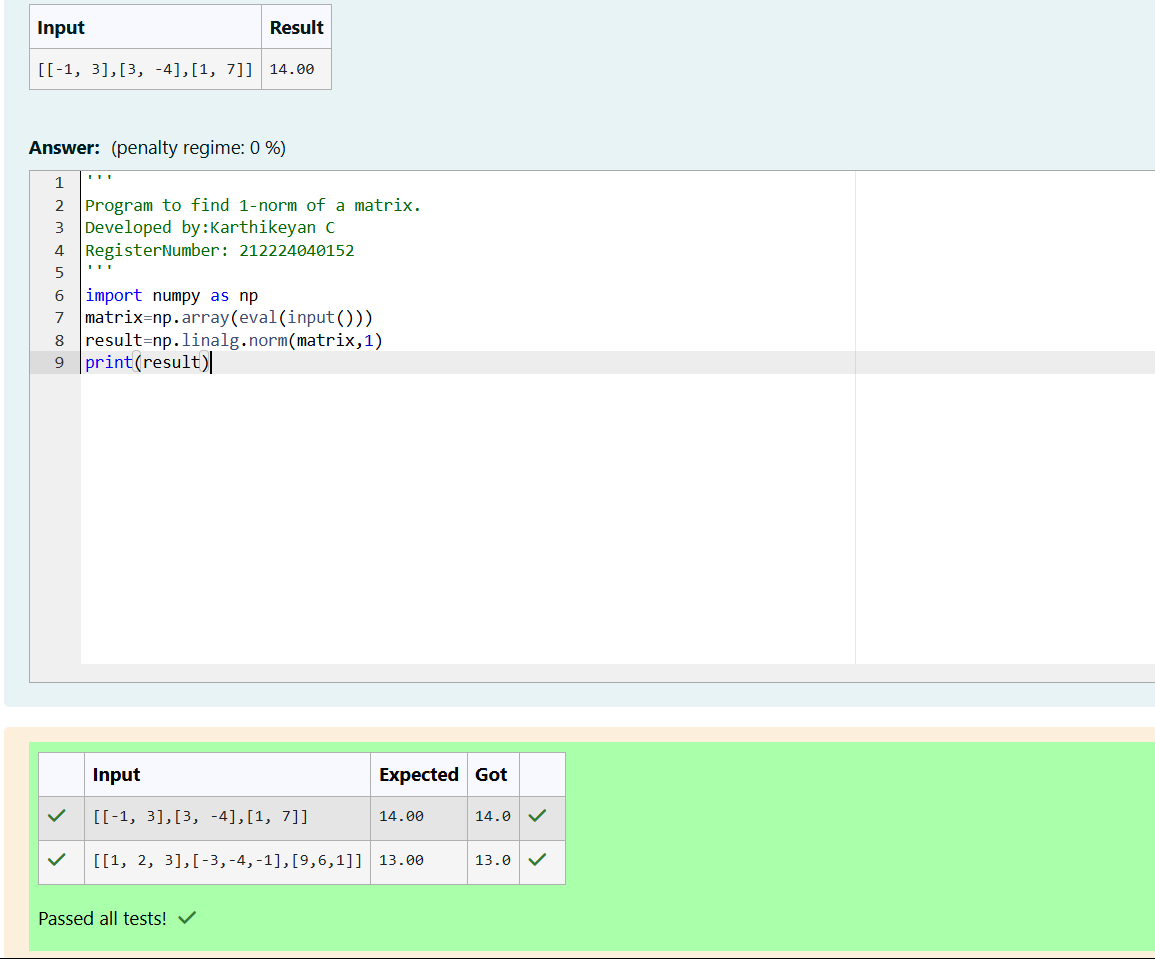 Input Result
[[-1, 3],[3, -4],[1, 7]] 14.00
Answer: (penalty regime: 0 %)
1 '''
2 Program to find 1-norm of a matrix.
3 Developed by:Karthikeyan C
4 RegisterNumber: 212224040152
5 '''
6 import numpy as np
7 matrix=np.array(eval(input()))
8 result=np.linalg.norm(matrix,1)
9 print(result)
Input Expected Got
[[-1, 3],[3, -4],[1, 7]] 14.00 14.0
[[1, 2, 3],[-3,-4,-1],[9,6,1]] 13.00 13.0
Passed all tests!